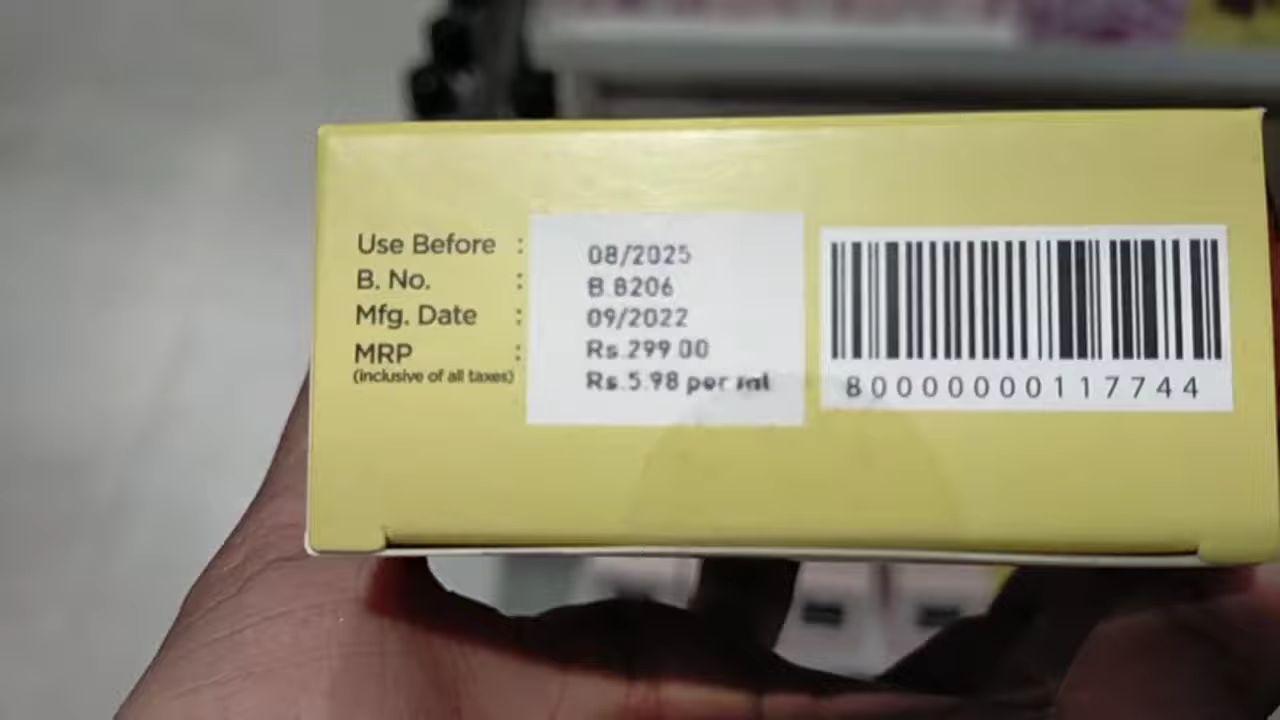 Use Before : 08/2025
B. No. : B.8206
Mfg. Date : 09/2022
MRP : Rs.299.00
(inclusive of all taxes) Rs.5.98 per ml
80000000117744